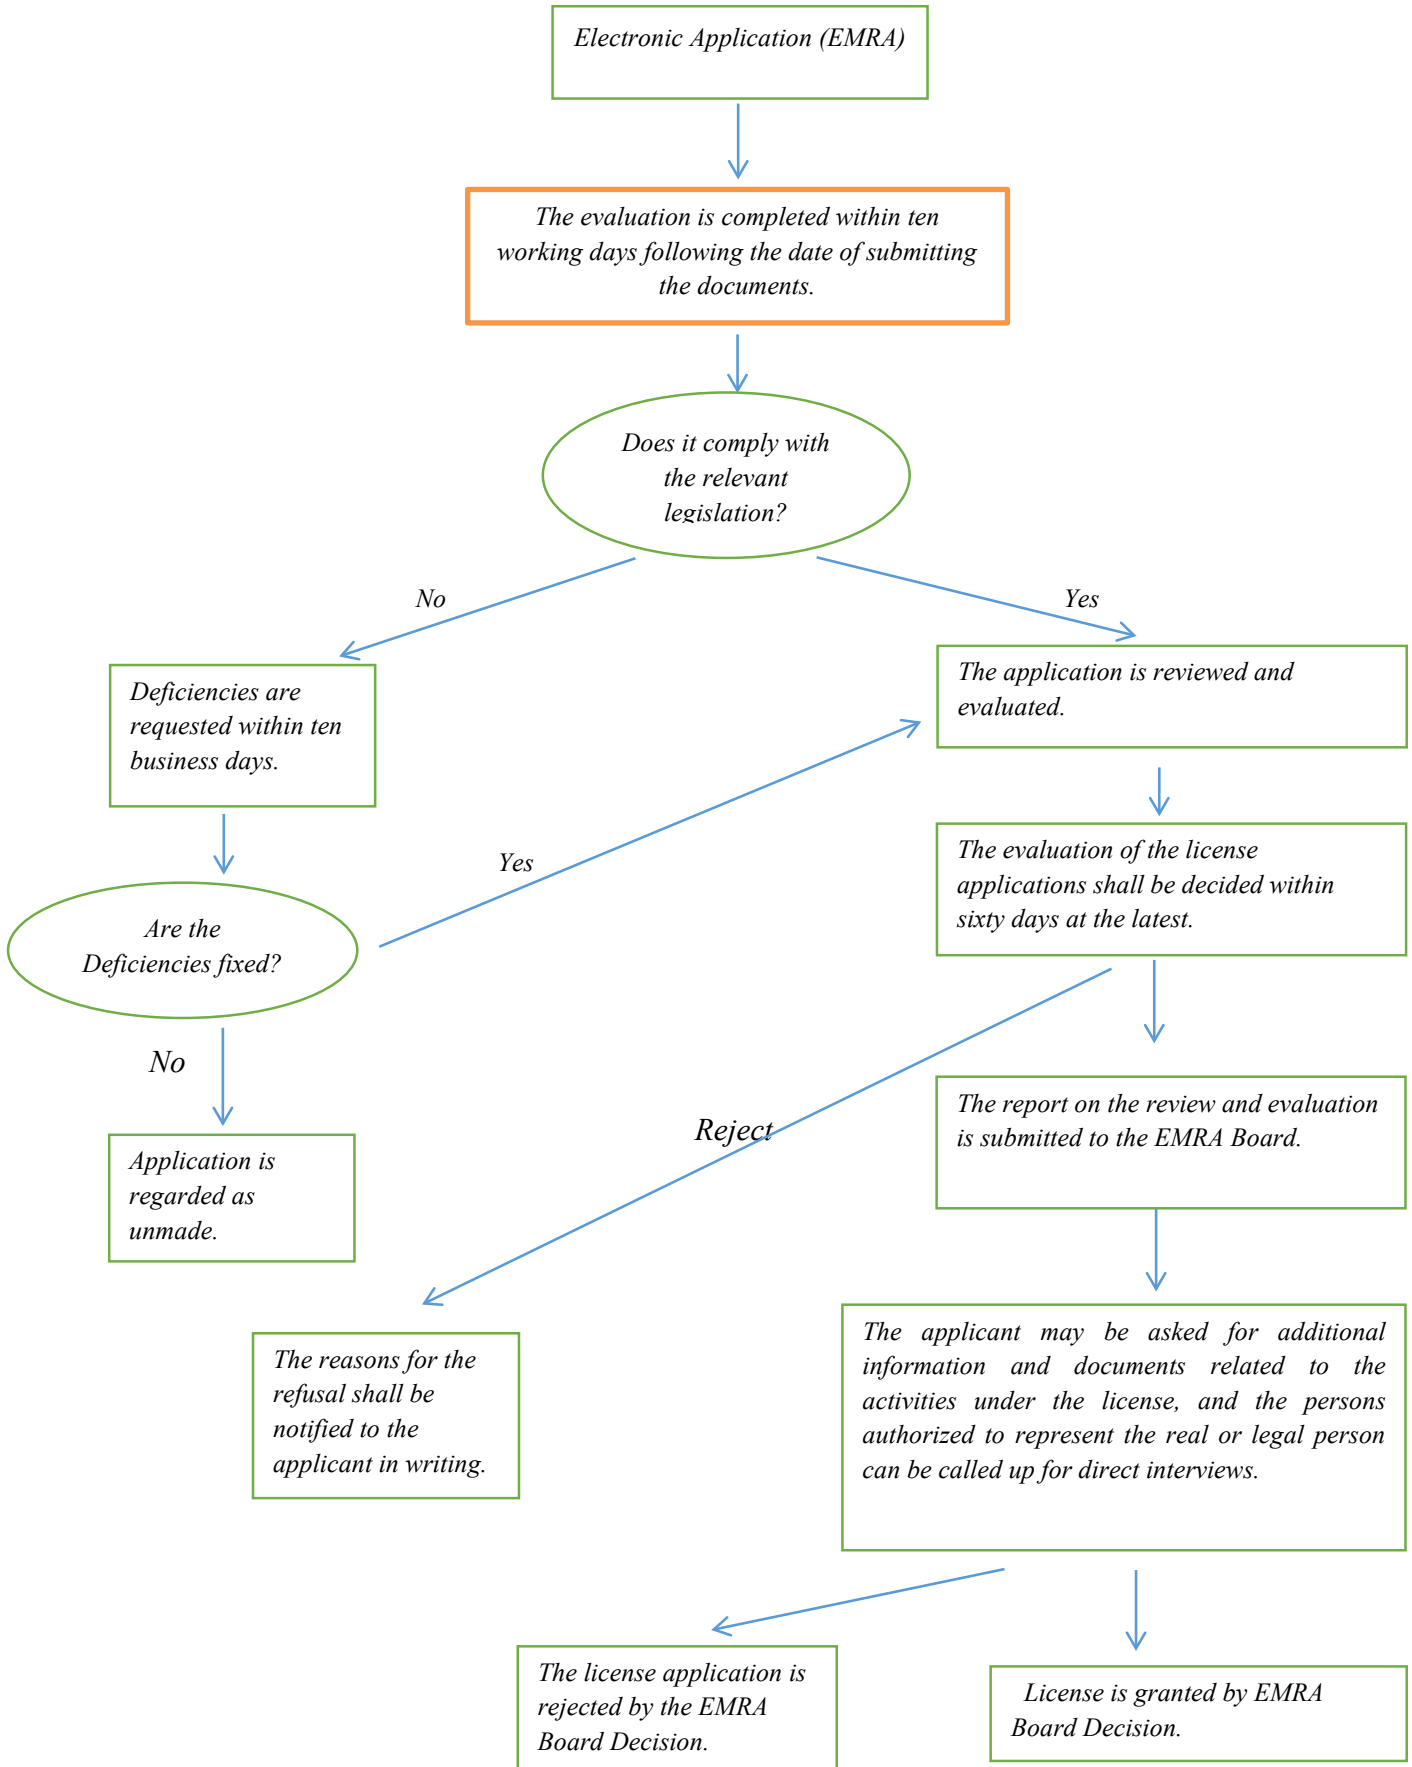 Electronic Application (EMRA)
The evaluation is completed within ten
working days following the date of submitting
the documents.
Does it comply with
the relevant
legislation?
No
Yes
Deficiencies are
requested within ten
business days.
The application is reviewed and
evaluated.
Yes
The evaluation of the license
applications shall be decided within
sixty days at the latest.
Are the
Deficiencies fixed?
No
Reject
The report on the review and evaluation
is submitted to the EMRA Board.
Application is
regarded as
unmade.
The reasons for the
refusal shall be
notified to the
applicant in writing.
The applicant may be asked for additional
information and documents related to the
activities under the license, and the persons
authorized to represent the real or legal person
can be called up for direct interviews.
The license application is
rejected by the EMRA
Board Decision.
License is granted by EMRA
Board Decision.